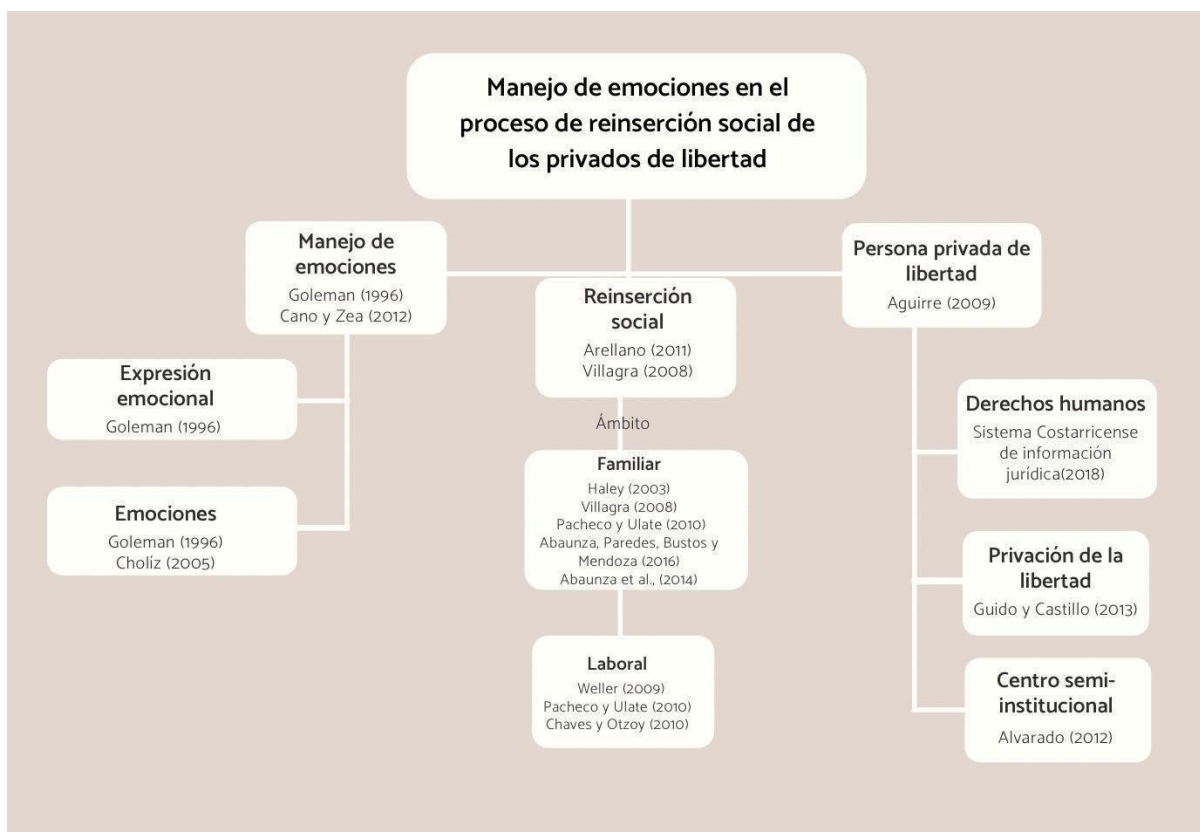 Manejo de emociones en el
proceso de reinserción social de
los privados de libertad
Manejo de
emociones
Goleman (1996)
Cano y Zea (2012)
Expresión
emocional
Goleman (1996)
Emociones
Goleman (1996)
Cholíz (2005)
Reinserción
social
Arellano (2011)
Villagra (2008)
Ámbito
Familiar
Haley (2003)
Villagra (2008)
Pacheco y Ulate (2010)
Abaunza, Paredes, Bustos y
Mendoza (2016)
Abaunza et al., (2014)
Laboral
Weller (2009)
Pacheco y Ulate (2010)
Chaves y Otzoy (2010)
Persona privada de
libertad
Aguirre (2009)
Derechos humanos
Sistema Costarricense
de información
jurídica(2018)
Privación de la
libertad
Guido y Castillo (2013)
Centro semi-
institucional
Alvarado (2012)